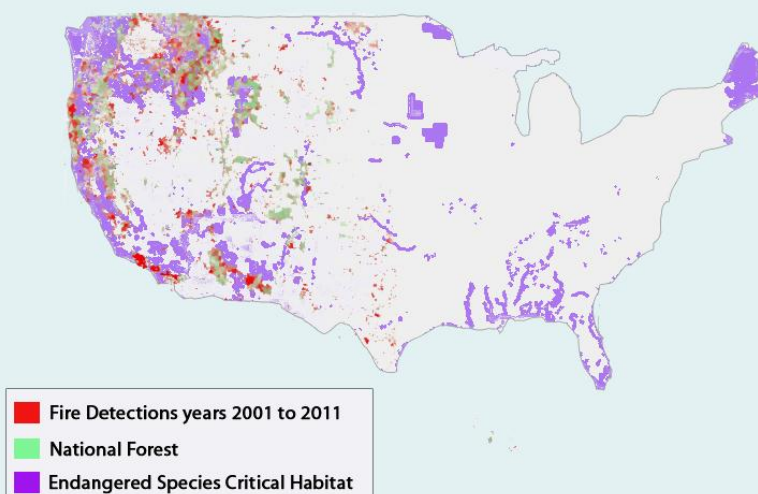 Fire Detections years 2001 to 2011
National Forest
Endangered Species Critical Habitat